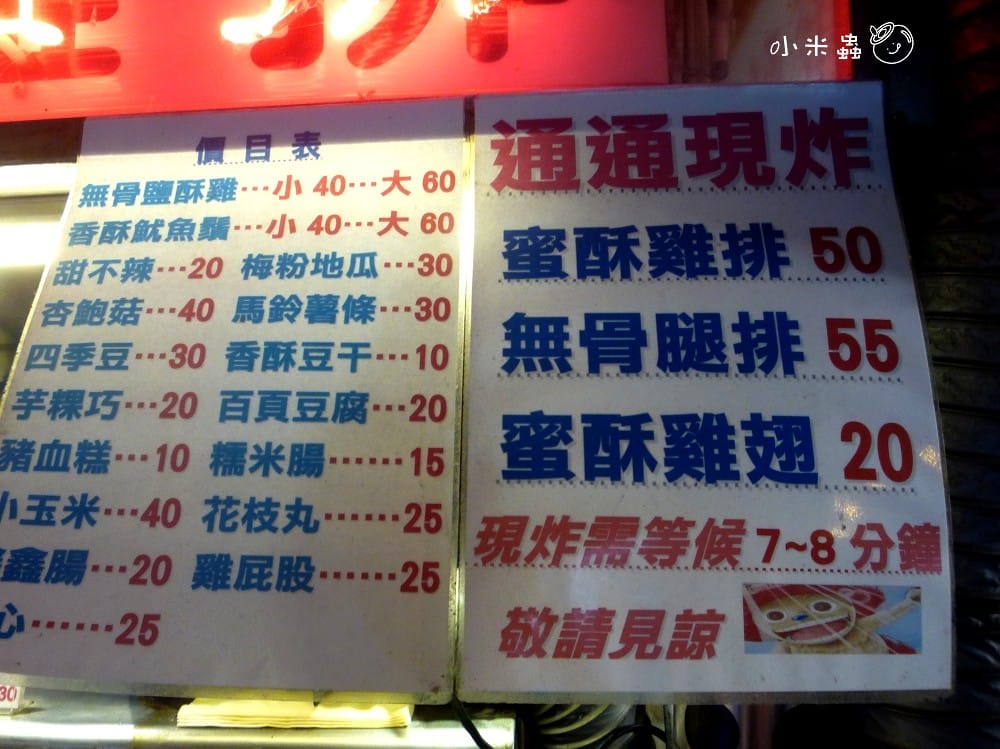 小米蟲
價目表
無骨鹽酥雞…小 40…大 60
香酥魷魚鬚…小 40…大 60
甜不辣…20 梅粉地瓜…30
杏鮑菇…40 馬鈴薯條…30
四季豆…30 香酥豆干…10
芋粿巧…20 百頁豆腐…20
豬血糕…10 糯米腸……15
小玉米…40 花枝丸……25
鑫腸…20 雞屁股……25
心……25
30
通通現炸
蜜酥雞排 50
無骨腿排 55
蜜酥雞翅 20
現炸需等候 7~8 分鐘
敬請見諒